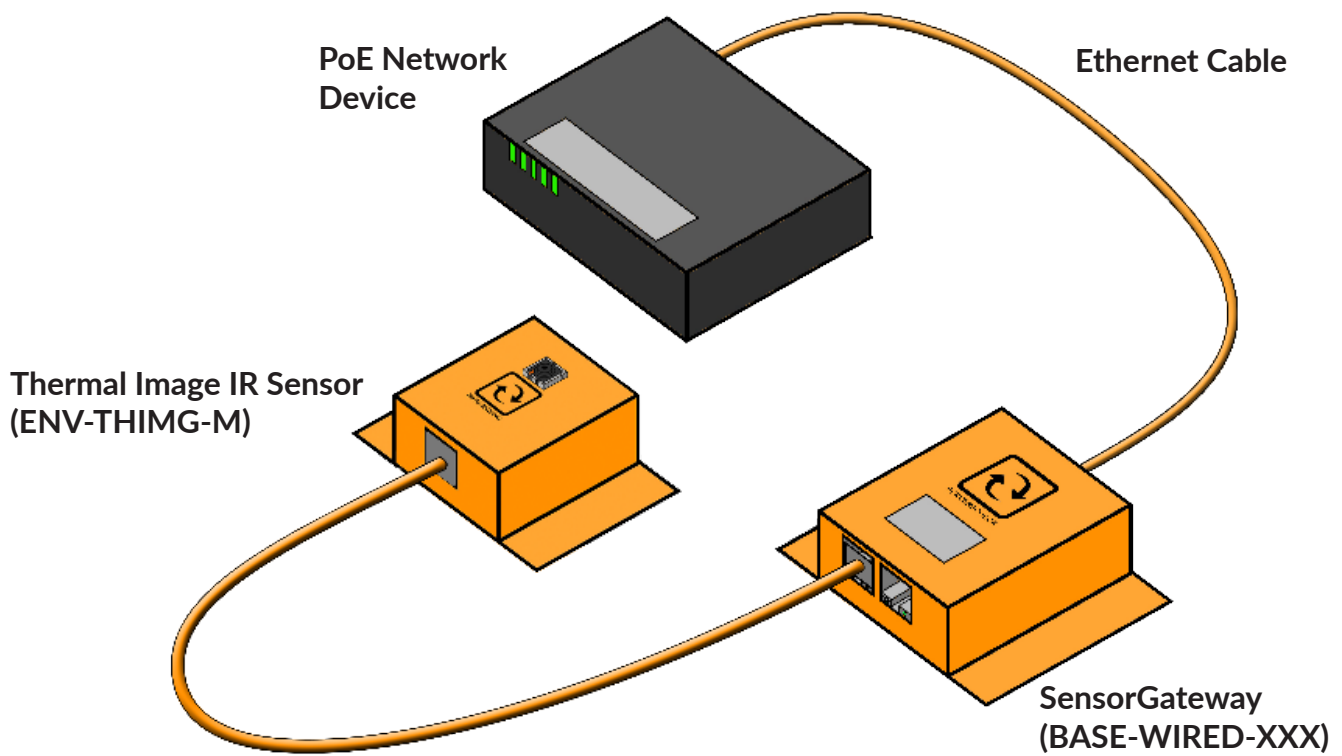 PoE Network
Device
Ethernet Cable
Thermal Image IR Sensor
(ENV-THIMG-M)
SensorGateway
(BASE-WIRED-XXX)